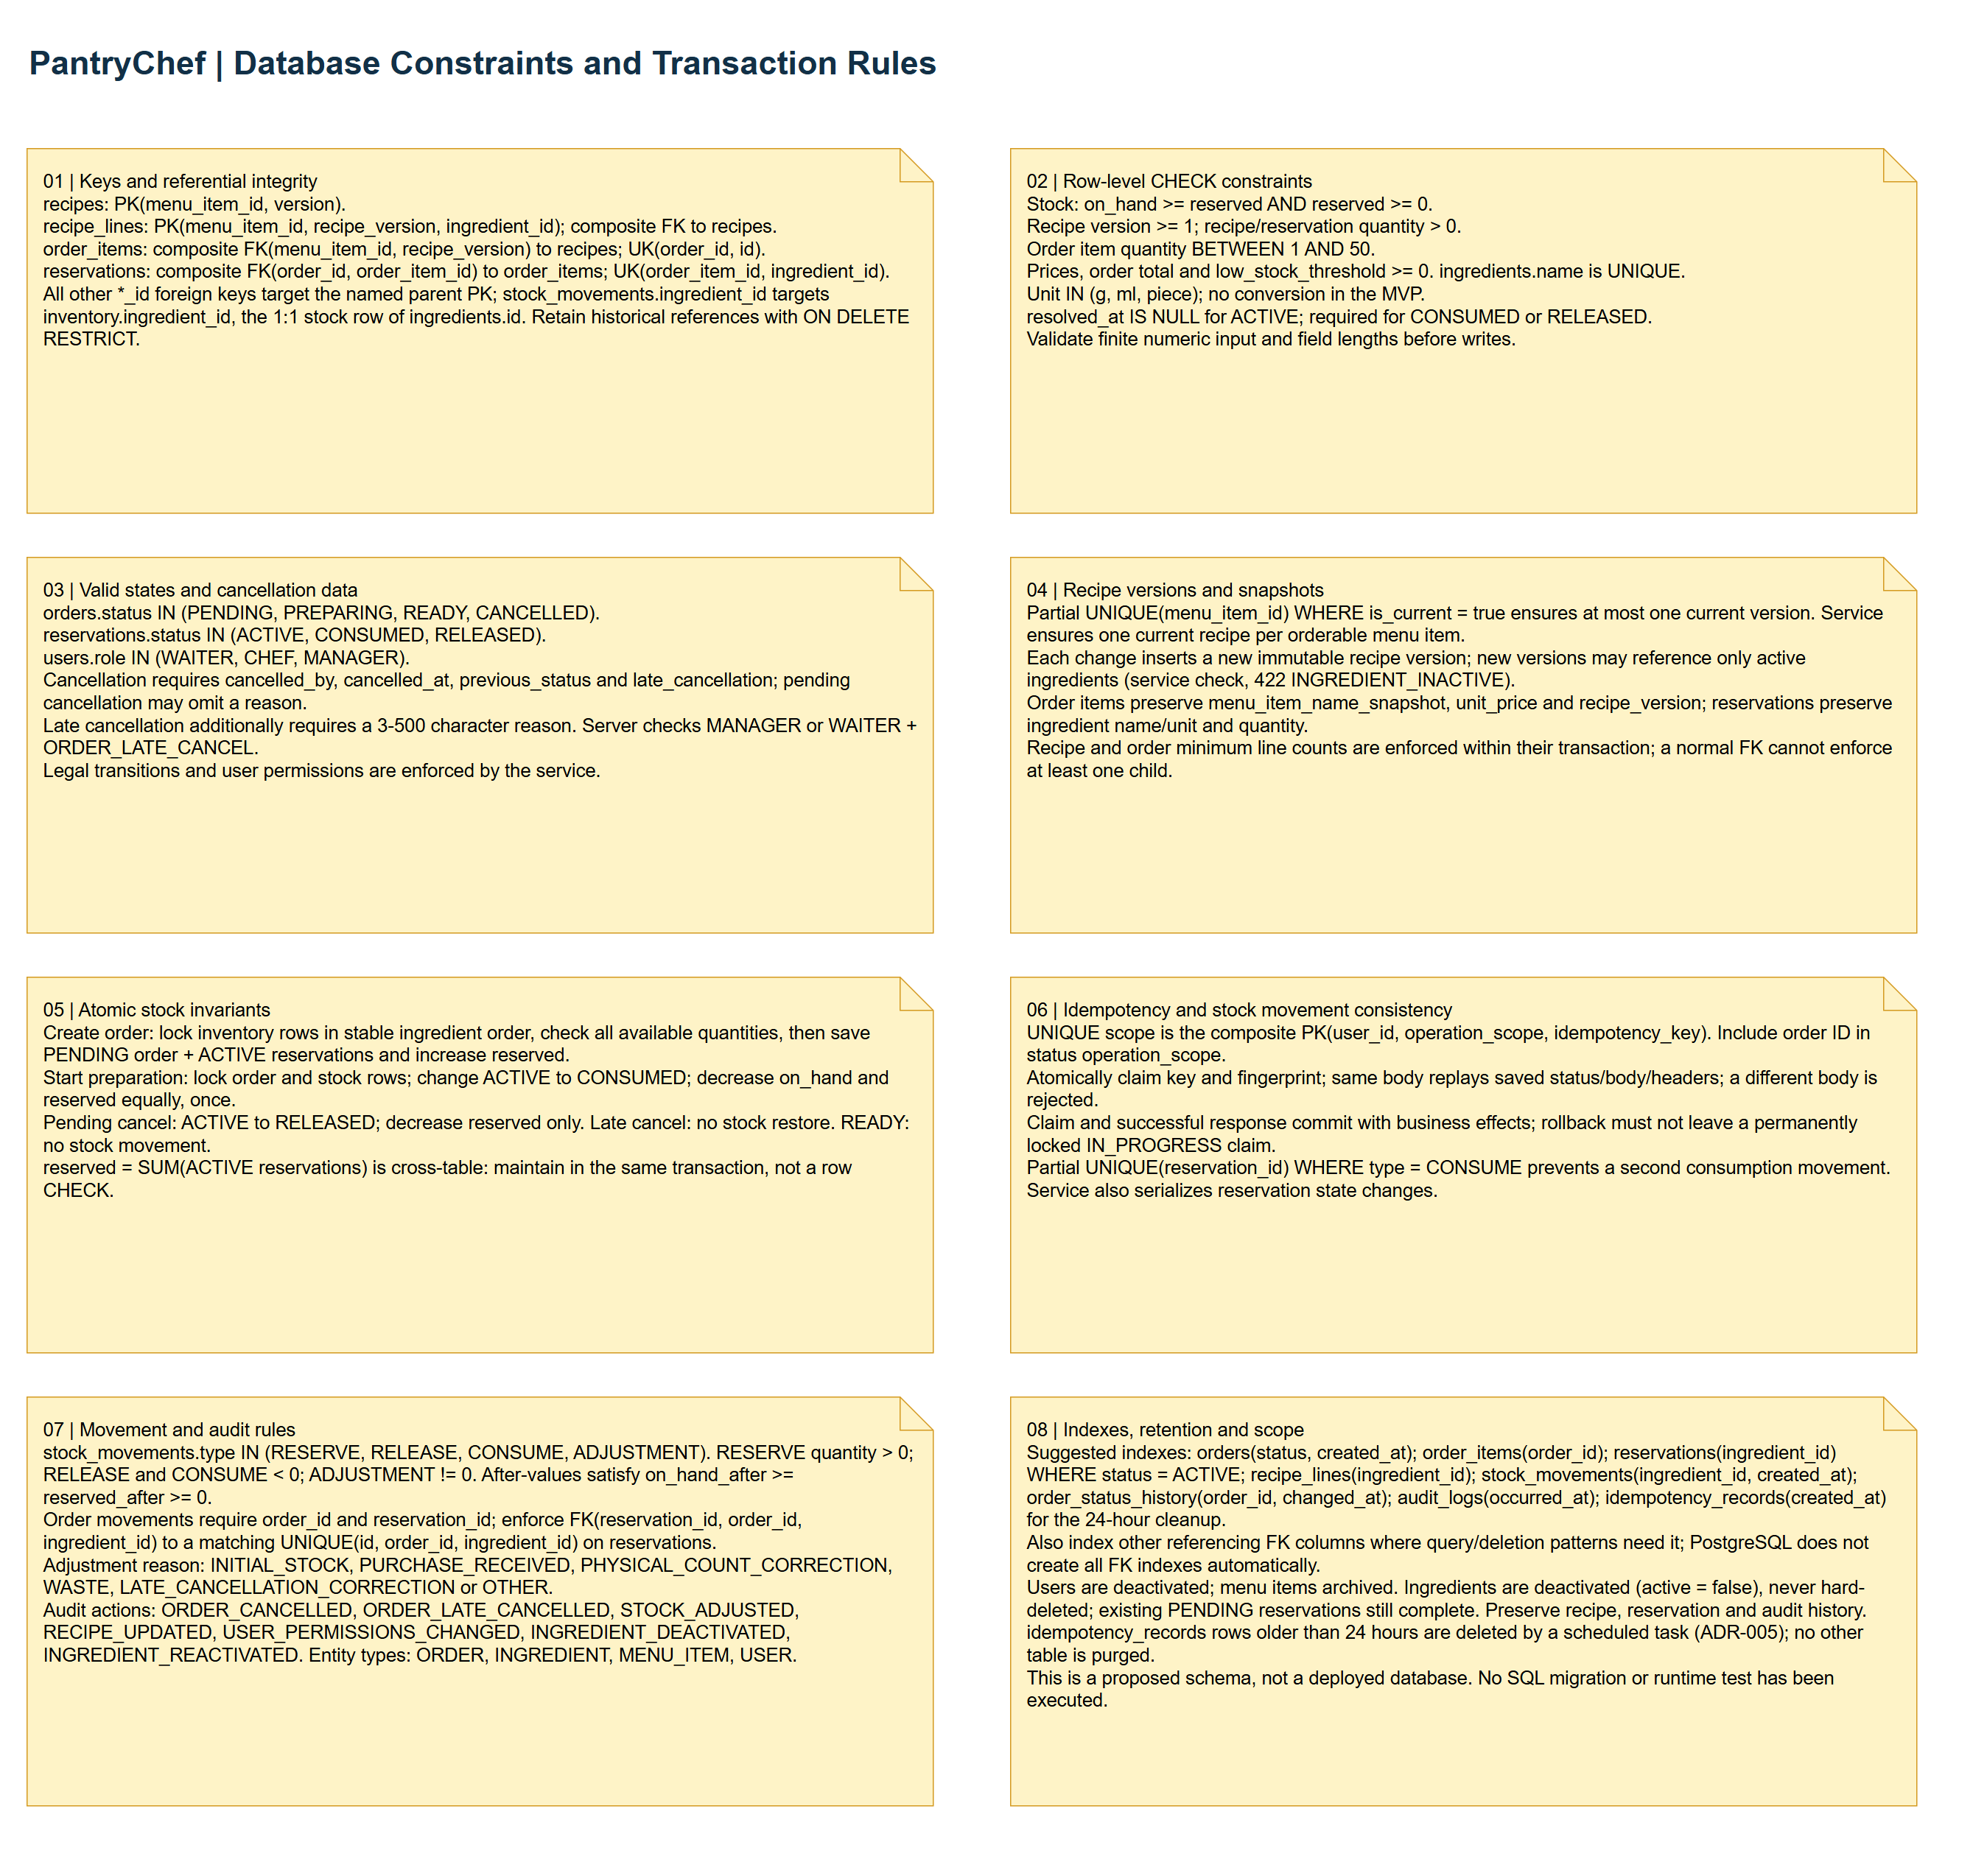 PantryChef | Database Constraints and Transaction Rules
01 | Keys and referential integrity
recipes: PK(menu_item_id, version).
recipe_lines: PK(menu_item_id, recipe_version, ingredient_id); composite FK to recipes.
order_items: composite FK(menu_item_id, recipe_version) to recipes; UK(order_id, id).
reservations: composite FK(order_id, order_item_id) to order_items; UK(order_item_id, ingredient_id).
All other *_id foreign keys target the named parent PK; stock_movements.ingredient_id targets
inventory.ingredient_id, the 1:1 stock row of ingredients.id. Retain historical references with ON DELETE
RESTRICT.
02 | Row-level CHECK constraints
Stock: on_hand >= reserved AND reserved >= 0.
Recipe version >= 1; recipe/reservation quantity > 0.
Order item quantity BETWEEN 1 AND 50.
Prices, order total and low_stock_threshold >= 0. ingredients.name is UNIQUE.
Unit IN (g, ml, piece); no conversion in the MVP.
resolved_at IS NULL for ACTIVE; required for CONSUMED or RELEASED.
Validate finite numeric input and field lengths before writes.
03 | Valid states and cancellation data
orders.status IN (PENDING, PREPARING, READY, CANCELLED).
reservations.status IN (ACTIVE, CONSUMED, RELEASED).
users.role IN (WAITER, CHEF, MANAGER).
Cancellation requires cancelled_by, cancelled_at, previous_status and late_cancellation; pending
cancellation may omit a reason.
Late cancellation additionally requires a 3-500 character reason. Server checks MANAGER or WAITER +
ORDER_LATE_CANCEL.
Legal transitions and user permissions are enforced by the service.
04 | Recipe versions and snapshots
Partial UNIQUE(menu_item_id) WHERE is_current = true ensures at most one current version. Service
ensures one current recipe per orderable menu item.
Each change inserts a new immutable recipe version; new versions may reference only active
ingredients (service check, 422 INGREDIENT_INACTIVE).
Order items preserve menu_item_name_snapshot, unit_price and recipe_version; reservations preserve
ingredient name/unit and quantity.
Recipe and order minimum line counts are enforced within their transaction; a normal FK cannot enforce
at least one child.
05 | Atomic stock invariants
Create order: lock inventory rows in stable ingredient order, check all available quantities, then save
PENDING order + ACTIVE reservations and increase reserved.
Start preparation: lock order and stock rows; change ACTIVE to CONSUMED; decrease on_hand and
reserved equally, once.
Pending cancel: ACTIVE to RELEASED; decrease reserved only. Late cancel: no stock restore. READY:
no stock movement.
reserved = SUM(ACTIVE reservations) is cross-table: maintain in the same transaction, not a row
CHECK.
06 | Idempotency and stock movement consistency
UNIQUE scope is the composite PK(user_id, operation_scope, idempotency_key). Include order ID in
status operation_scope.
Atomically claim key and fingerprint; same body replays saved status/body/headers; a different body is
rejected.
Claim and successful response commit with business effects; rollback must not leave a permanently
locked IN_PROGRESS claim.
Partial UNIQUE(reservation_id) WHERE type = CONSUME prevents a second consumption movement.
Service also serializes reservation state changes.
07 | Movement and audit rules
stock_movements.type IN (RESERVE, RELEASE, CONSUME, ADJUSTMENT). RESERVE quantity > 0;
RELEASE and CONSUME < 0; ADJUSTMENT != 0. After-values satisfy on_hand_after >=
reserved_after >= 0.
Order movements require order_id and reservation_id; enforce FK(reservation_id, order_id,
ingredient_id) to a matching UNIQUE(id, order_id, ingredient_id) on reservations.
Adjustment reason: INITIAL_STOCK, PURCHASE_RECEIVED, PHYSICAL_COUNT_CORRECTION,
WASTE, LATE_CANCELLATION_CORRECTION or OTHER.
Audit actions: ORDER_CANCELLED, ORDER_LATE_CANCELLED, STOCK_ADJUSTED,
RECIPE_UPDATED, USER_PERMISSIONS_CHANGED, INGREDIENT_DEACTIVATED,
INGREDIENT_REACTIVATED. Entity types: ORDER, INGREDIENT, MENU_ITEM, USER.
08 | Indexes, retention and scope
Suggested indexes: orders(status, created_at); order_items(order_id); reservations(ingredient_id)
WHERE status = ACTIVE; recipe_lines(ingredient_id); stock_movements(ingredient_id, created_at);
order_status_history(order_id, changed_at); audit_logs(occurred_at); idempotency_records(created_at)
for the 24-hour cleanup.
Also index other referencing FK columns where query/deletion patterns need it; PostgreSQL does not
create all FK indexes automatically.
Users are deactivated; menu items archived. Ingredients are deactivated (active = false), never hard-
deleted; existing PENDING reservations still complete. Preserve recipe, reservation and audit history.
idempotency_records rows older than 24 hours are deleted by a scheduled task (ADR-005); no other
table is purged.
This is a proposed schema, not a deployed database. No SQL migration or runtime test has been
executed.